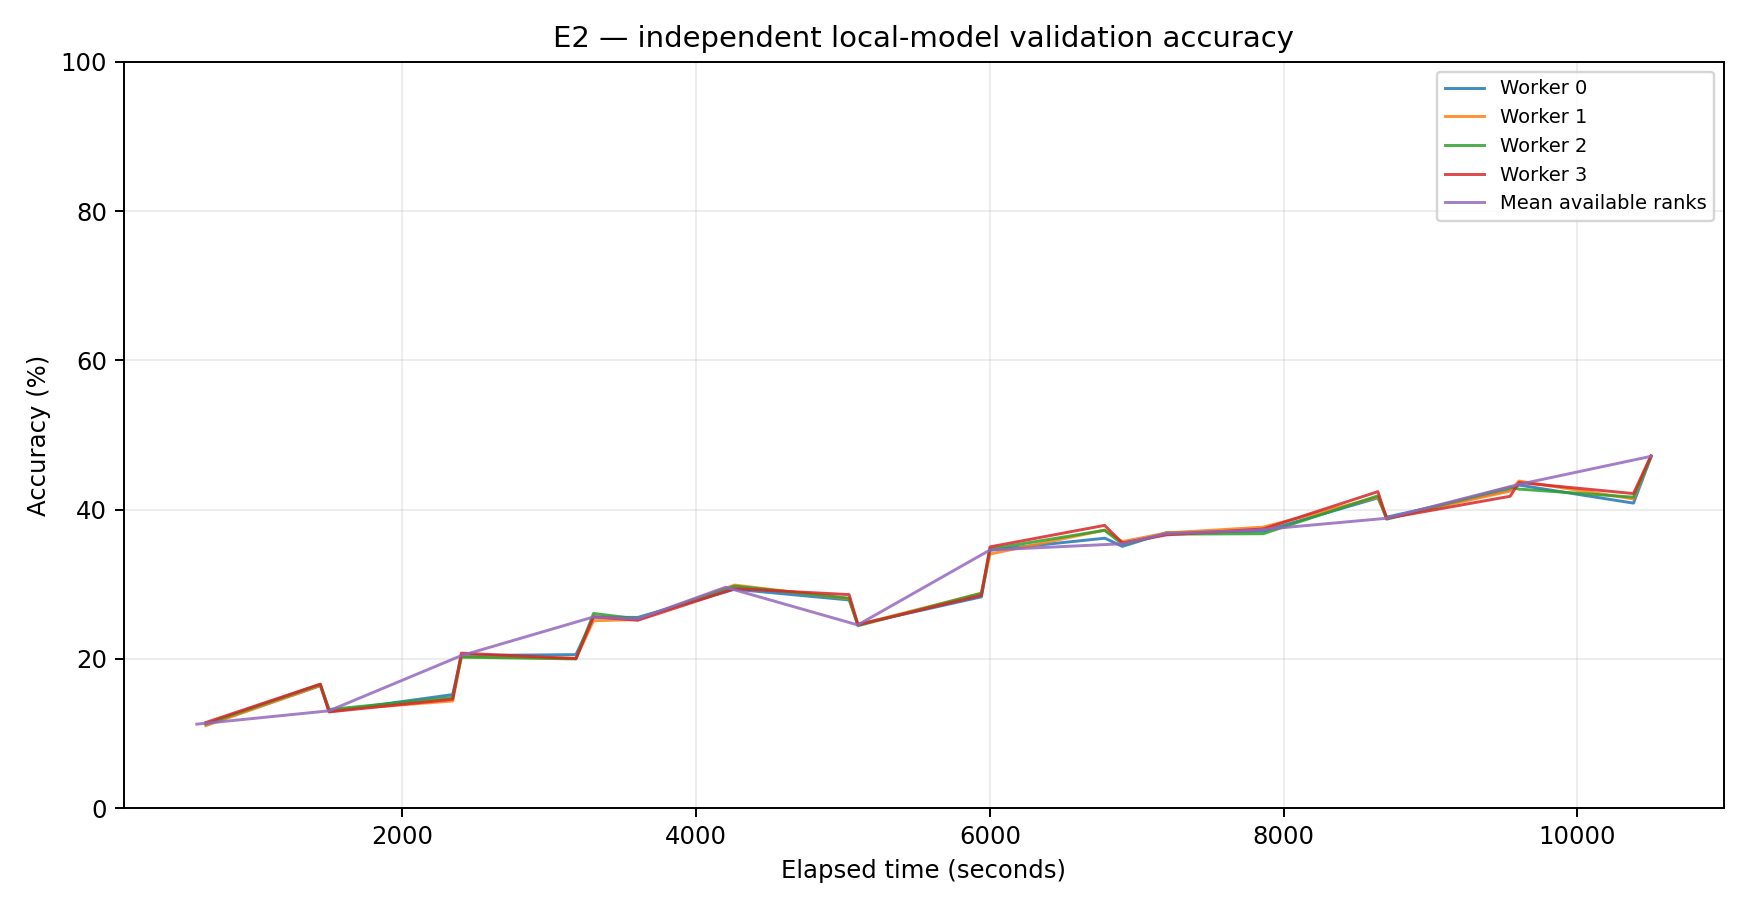 E2 — independent local-model validation accuracy
100
80
60
40
20
0
Accuracy (%)
Worker 0
Worker 1
Worker 2
Worker 3
Mean available ranks
2000
4000
6000
8000
10000
Elapsed time (seconds)